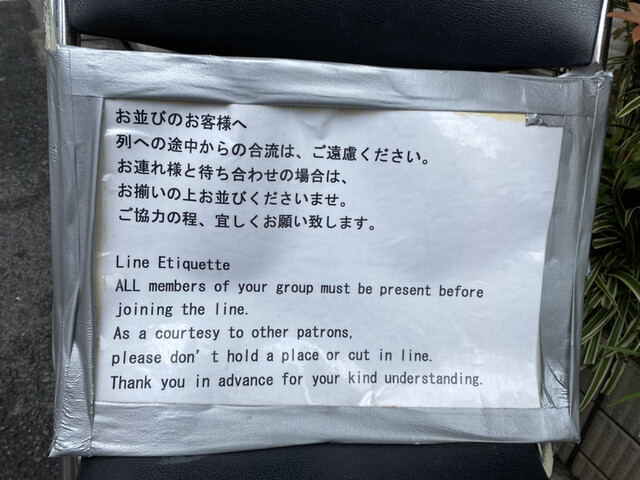 お並びのお客様へ
列への途中からの合流は、ご遠慮ください。
お連れ様と待ち合わせの場合は、
お揃いの上お並びくださいませ。
ご協力の程、宜しくお願い致します。
Line Etiquette
ALL members of your group must be present before
joining the line.
As a courtesy to other patrons,
please don't hold a place or cut in line.
Thank you in advance for your kind understanding.